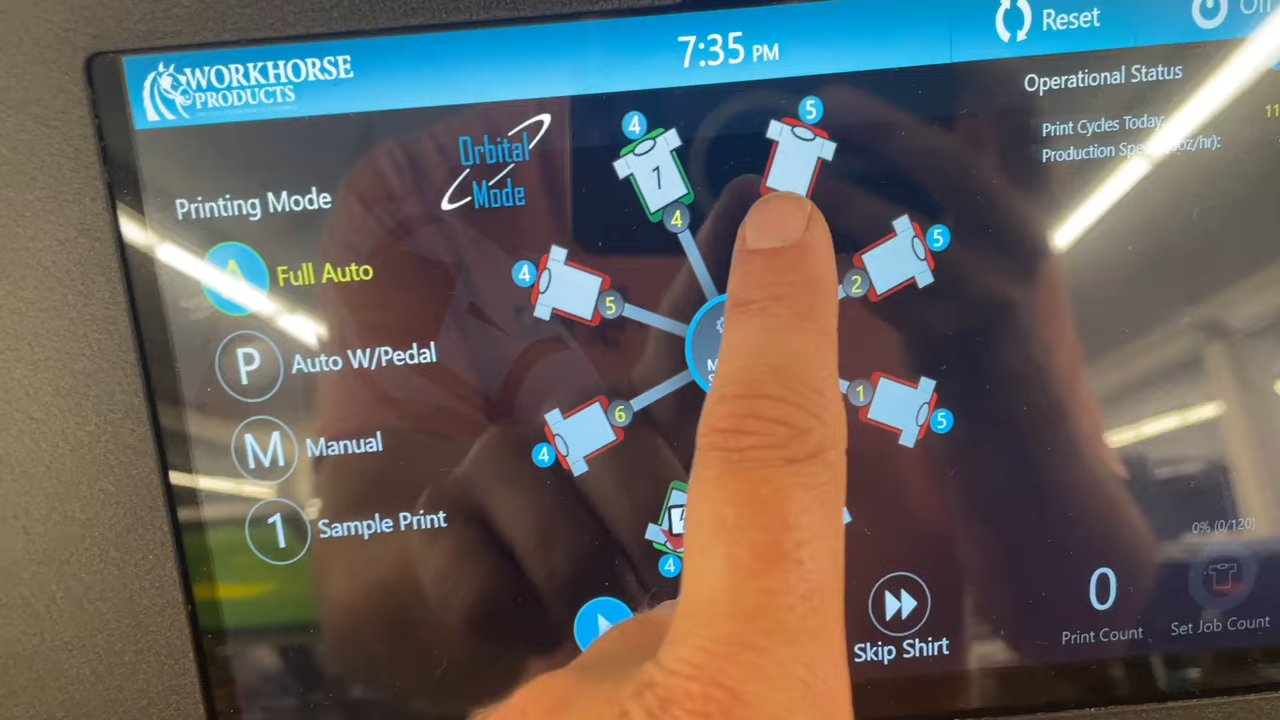 WORKHORSE
PRODUCTS
7:35 PM
Reset
Operational Status
Print Cycles Today:
Printing Mode
Orbital
Mode
A Full Auto
P Auto W/Pedal
M Manual
1 Sample Print
4
1
4
5
5
2
4
5
1
5
6
4
4
Skip Shirt
0
Print Count
0% (0/120)
Set Job Count